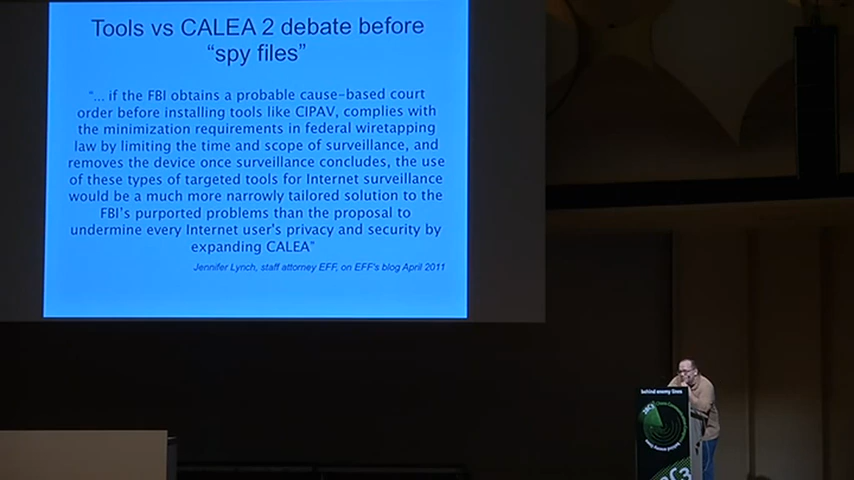 Tools vs CALEA 2 debate before
“spy files”
“... if the FBI obtains a probable cause-based court
order before installing tools like CIPAV, complies with
the minimization requirements in federal wiretapping
law by limiting the time and scope of surveillance, and
removes the device once surveillance concludes, the use
of these types of targeted tools for Internet surveillance
would be a much more narrowly tailored solution to the
FBI's purported problems than the proposal to
undermine every Internet user's privacy and security by
expanding CALEA”
Jennifer Lynch, staff attorney EFF, on EFF's blog April 2011
behind enemy lines